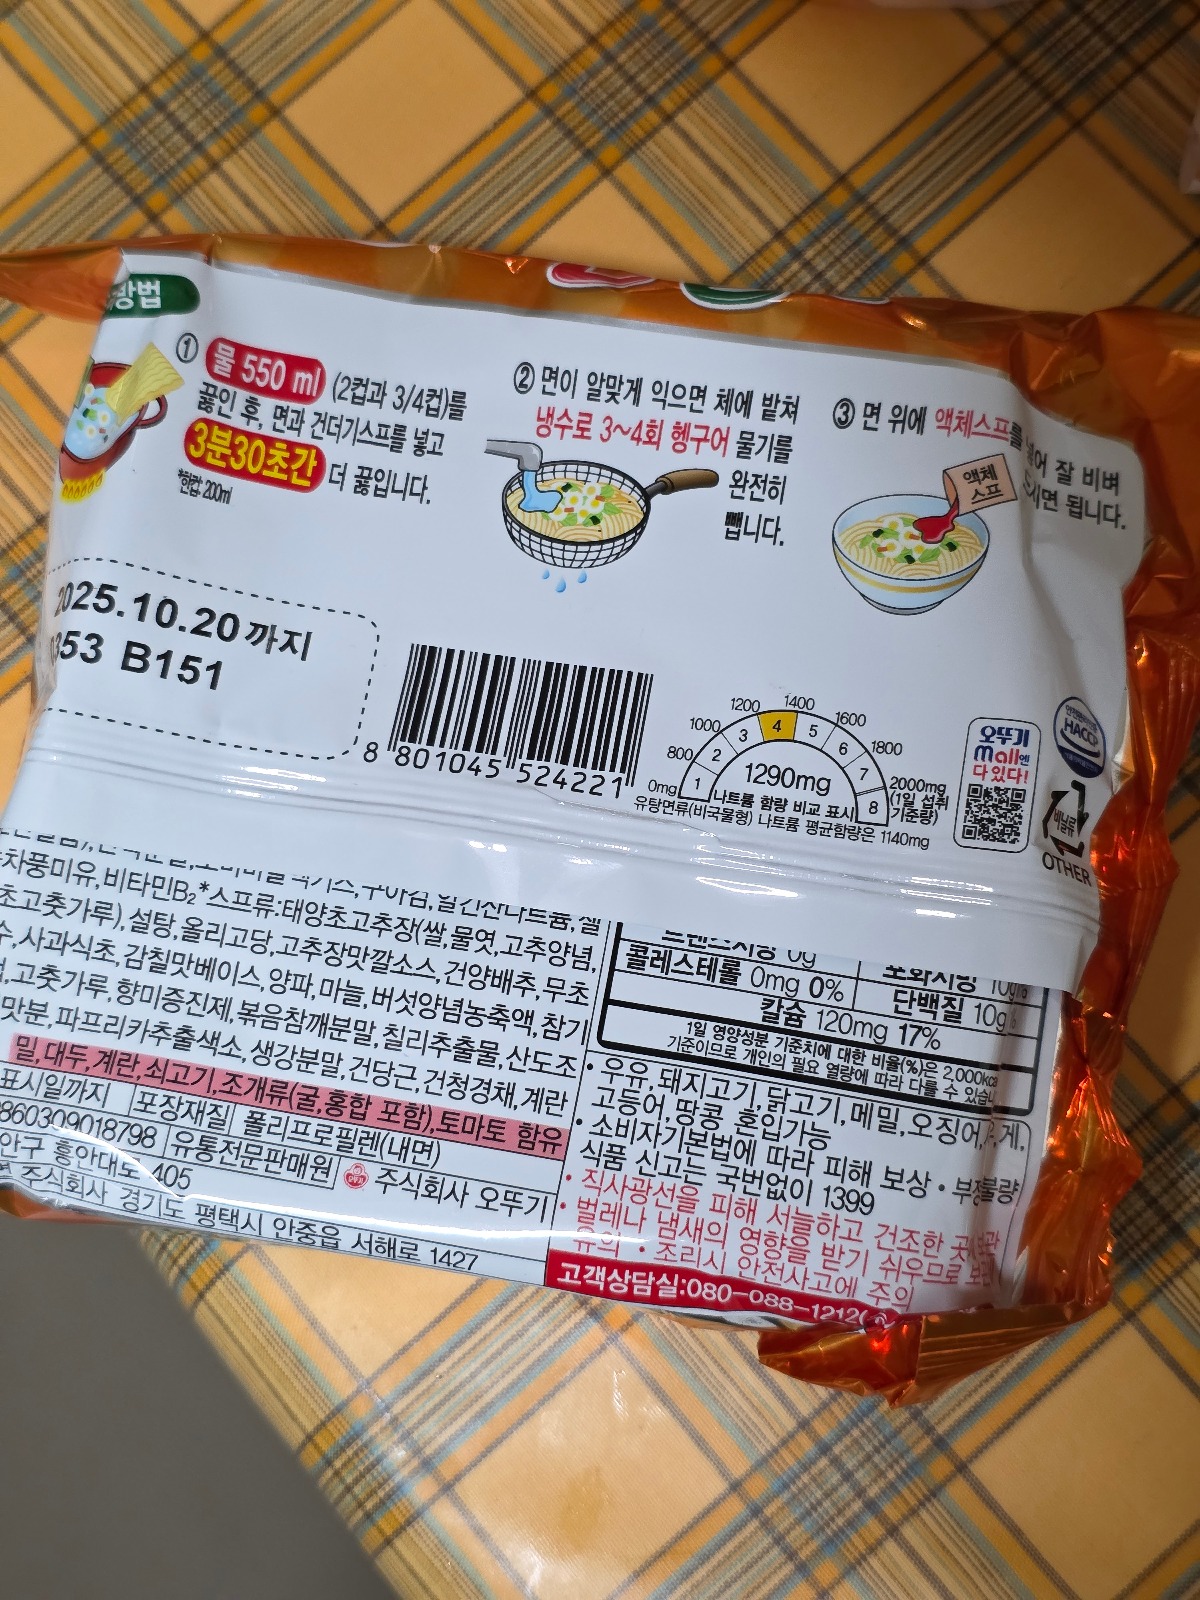 방법
① 물 550 ml (2컵과 3/4컵)를
끓인 후, 면과 건더기스프를 넣고
3분30초간 더 끓입니다.
*한컵 200ml
② 면이 알맞게 익으면 체에 받쳐
냉수로 3~4회 헹구어 물기를
완전히
뺍니다.
③ 면 위에 액체스프를 어 잘 비벼
시면 됩니다.
액체
스프
2025.10.20 까지
353 B151
8 801045 524221
0mg 800 1000 1200 1400 1600 1800 2000mg
(1일 섭취
기준량)
1 2 3 4 5 6 7 8
1290mg
나트륨 함량 비교 표시
유탕면류(비국물형) 나트륨 평균함량은 1140mg
오뚜기
mall엔
다있다!
HACCP
비닐류
OTHER
차풍미유,비타민B₂*스프류:태양초고추장(쌀,물엿,고추양념,
초고춧가루),설탕,올리고당,고추장맛깔소스,건양배추,무초
수,사과식초,감칠맛베이스,양파,마늘,버섯양념농축액,참기
,고춧가루,향미증진제,볶음참깨분말,칠리추출물,산도조
맛분,파프리카추출색소,생강분말,건당근,건청경채,계란
밀,대두,계란,쇠고기,조개류(굴,홍합 포함),토마토 함유
표시일까지 포장재질 폴리프로필렌(내면)
8603090​18798 유통전문판매원 주식회사 오뚜기
안구 흥안대로 405
주식회사 경기도 평택시 안중읍 서해로 1427
트랜스지방 0g 포화지방 10g
콜레스테롤 0mg 0% 단백질 10g
칼슘 120mg 17%
1일 영양성분 기준치에 대한 비율(%)은 2,000kca
기준이므로 개인의 필요 열량에 따라 다를 수 있습
• 우유,돼지고기,닭고기,메밀,오징어,게,
고등어,땅콩 혼입가능
• 소비자기본법에 따라 피해 보상 • 부정불량
식품 신고는 국번없이 1399
• 직사광선을 피해 서늘하고 건조한 곳
• 벌레나 냄새의 영향을 받기 쉬우므로 보관
유의 • 조리시 안전사고에 주의
고객상담실:080-088-1212(